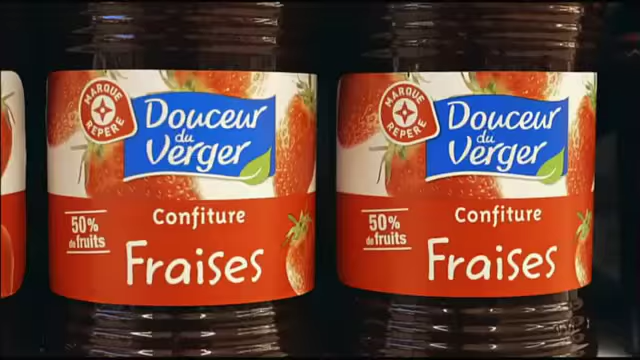 MARQUE REPÈRE
Douceur
du
Verger
50%
de fruits
Confiture
Fraises
MARQUE REPÈRE
Douceur
du
Verger
50%
de fruits
Confiture
Fraises